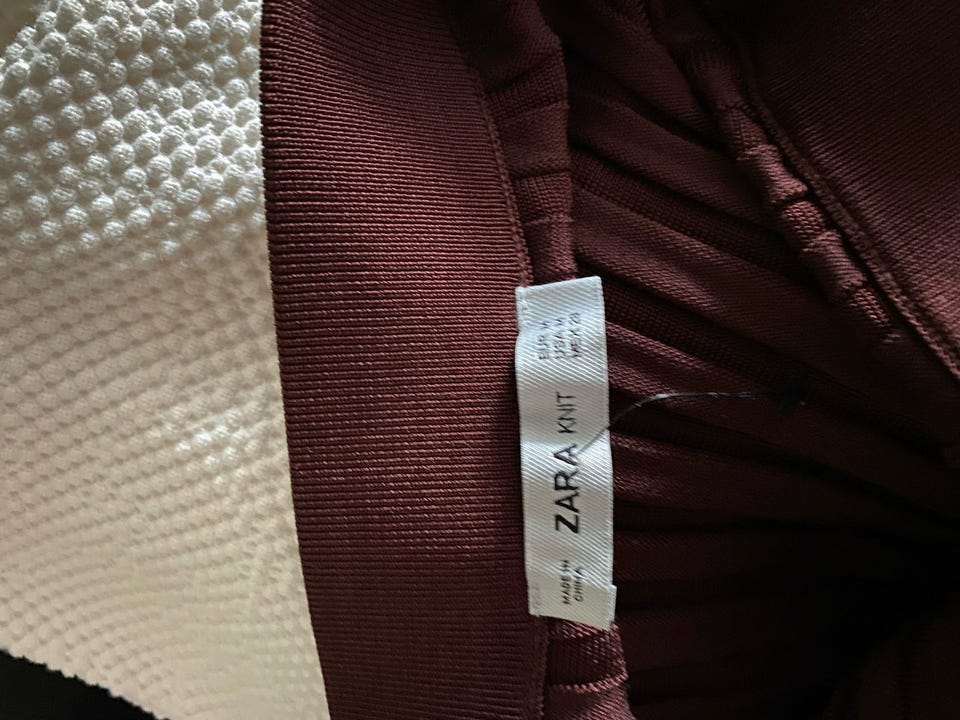 MADE IN
CHINA
ZARA KNIT
EUR M
USA M
MEX 28